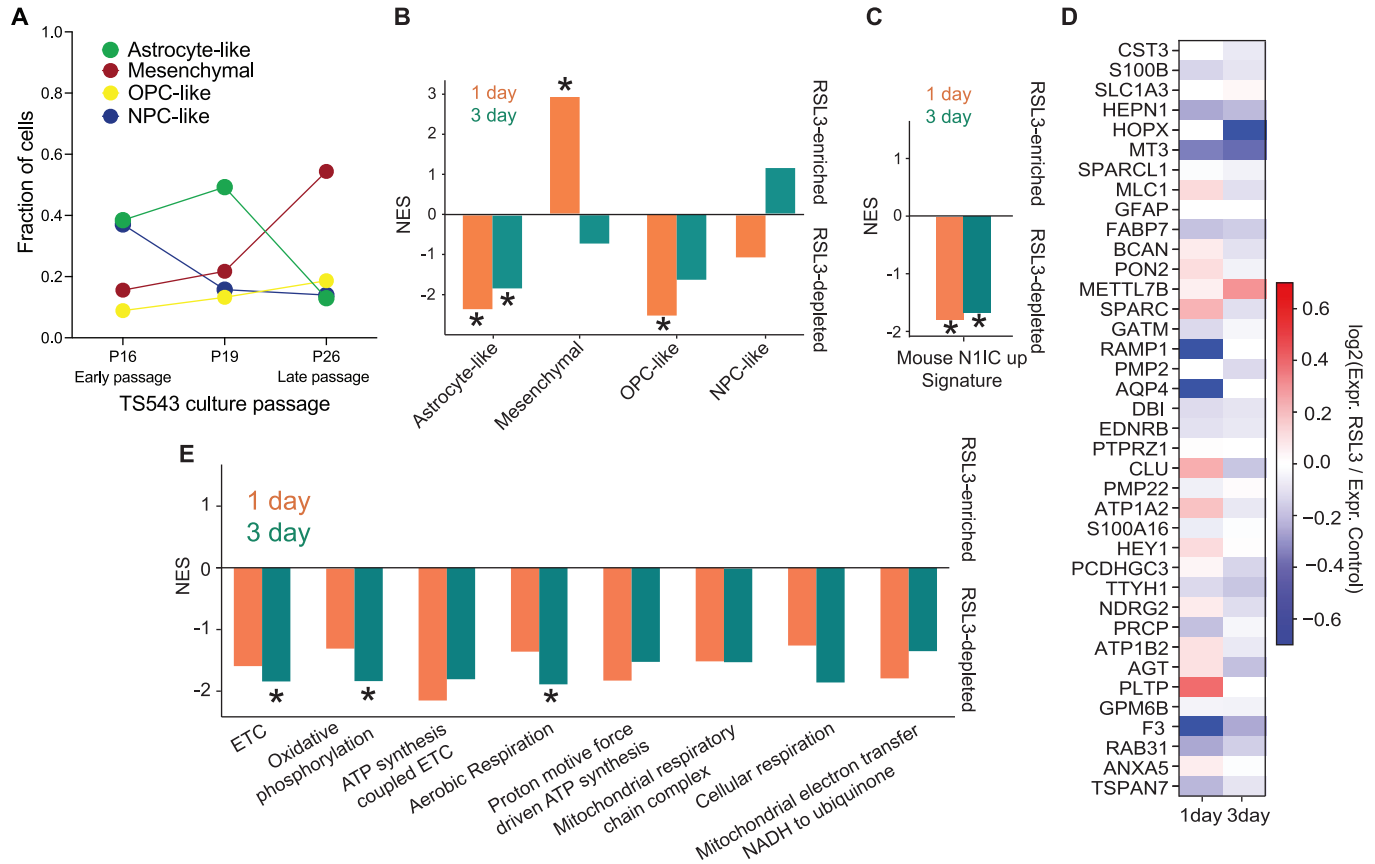 A
1.0
0.8
0.6
0.4
0.2
0.0
Fraction of cells
Astrocyte-like
Mesenchymal
OPC-like
NPC-like
P16
P19
P26
Early passage
Late passage
TS543 culture passage
B
3
2
1
0
-1
-2
NES
1 day
3 day
*
*
*
*
RSL3-enriched
RSL3-depleted
Astrocyte-like
Mesenchymal
OPC-like
NPC-like
C
1
0
-1
-2
NES
1 day
3 day
*
*
RSL3-enriched
RSL3-depleted
Mouse N1IC up
Signature
D
CST3
S100B
SLC1A3
HEPN1
HOPX
MT3
SPARCL1
MLC1
GFAP
FABP7
BCAN
PON2
METTL7B
SPARC
GATM
RAMP1
PMP2
AQP4
DBI
EDNRB
PTPRZ1
CLU
PMP22
ATP1A2
S100A16
HEY1
PCDHGC3
TTYH1
NDRG2
PRCP
ATP1B2
AGT
PLTP
GPM6B
F3
RAB31
ANXA5
TSPAN7
1day 3day
0.6
0.4
0.2
0.0
−0.2
−0.4
−0.6
log2(Expr. RSL3 / Expr. Control)
E
1
0
-1
-2
NES
1 day
3 day
*
*
*
RSL3-enriched
RSL3-depleted
ETC
Oxidative
phosphorylation
ATP synthesis
coupled ETC
Aerobic Respiration
Proton motive force
driven ATP synthesis
Mitochondrial respiratory
chain complex
Cellular respiration
Mitochondrial electron transfer
NADH to ubiquinone